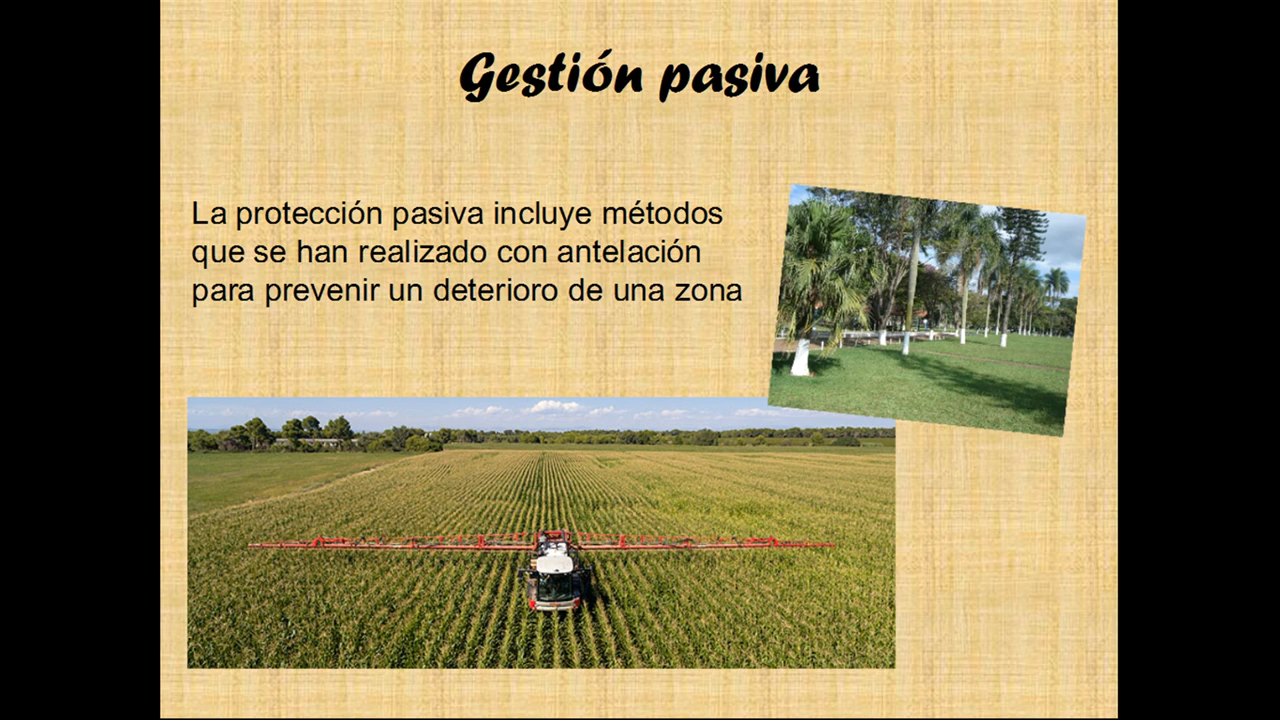 Gestión pasiva
La protección pasiva incluye métodos
que se han realizado con antelación
para prevenir un deterioro de una zona